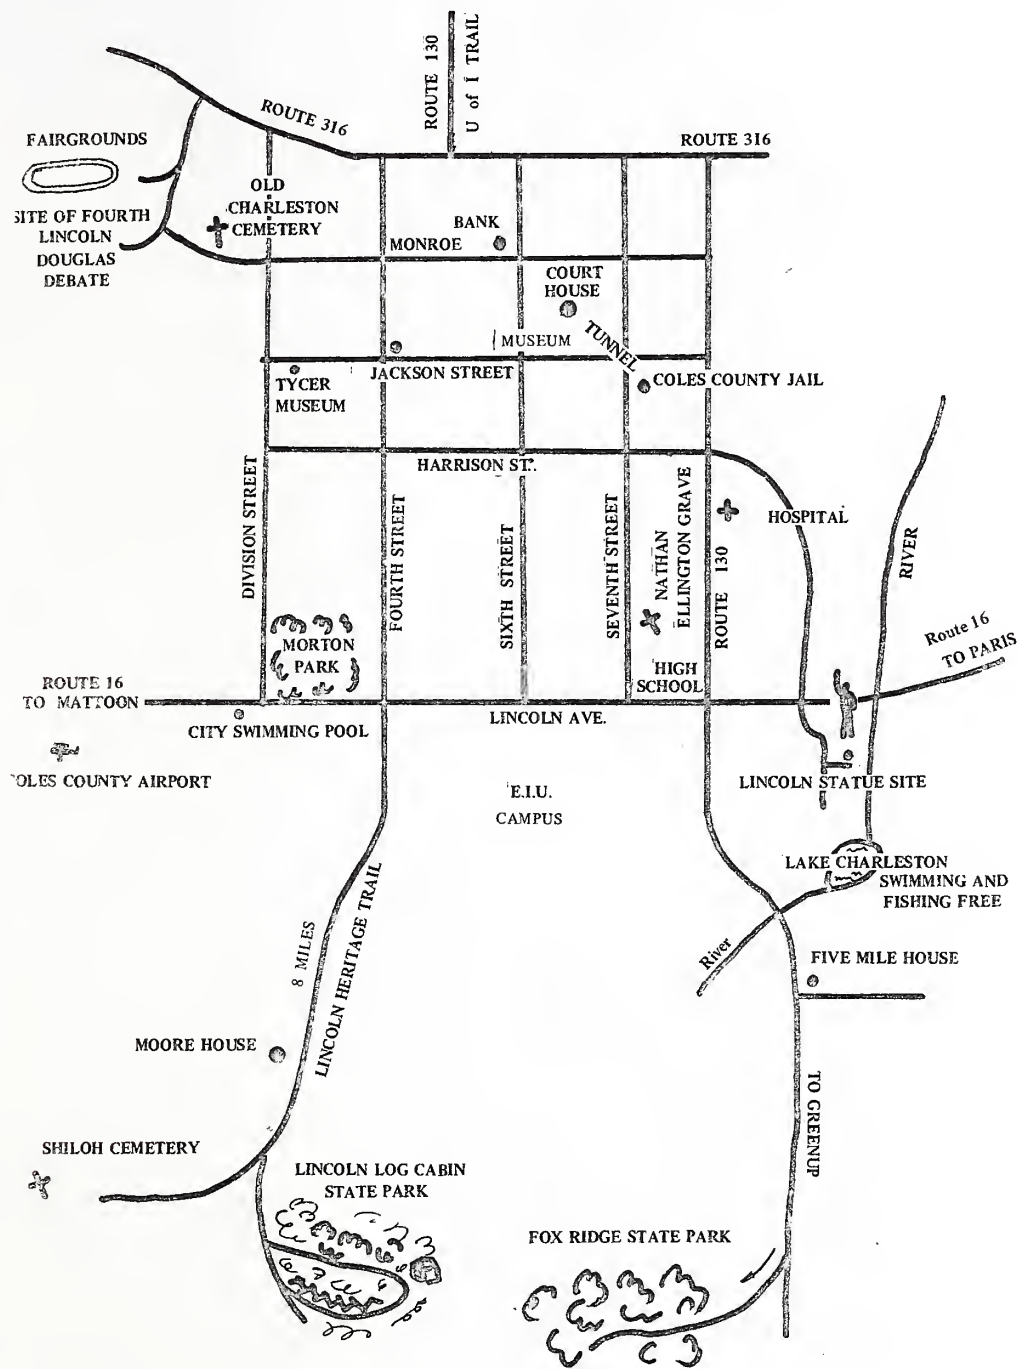 ROUTE 130
U of I TRAIL
ROUTE 316
ROUTE 316
FAIRGROUNDS
OLD
CHARLESTON
CEMETERY
SITE OF FOURTH
LINCOLN
DOUGLAS
DEBATE
BANK
MONROE
COURT
HOUSE
MUSEUM
TUNNEL
JACKSON STREET
TYCER
MUSEUM
COLES COUNTY JAIL
HARRISON ST.
DIVISION STREET
FOURTH STREET
SIXTH STREET
SEVENTH STREET
NATHAN
ELLINGTON GRAVE
ROUTE 130
HOSPITAL
RIVER
MORTON
PARK
HIGH
SCHOOL
Route 16
TO PARIS
ROUTE 16
TO MATTOON
LINCOLN AVE.
CITY SWIMMING POOL
OLES COUNTY AIRPORT
LINCOLN STATUE SITE
E.I.U.
CAMPUS
LAKE CHARLESTON
SWIMMING AND
FISHING FREE
8 MILES
LINCOLN HERITAGE TRAIL
River
FIVE MILE HOUSE
MOORE HOUSE
TO GREENUP
SHILOH CEMETERY
LINCOLN LOG CABIN
STATE PARK
FOX RIDGE STATE PARK